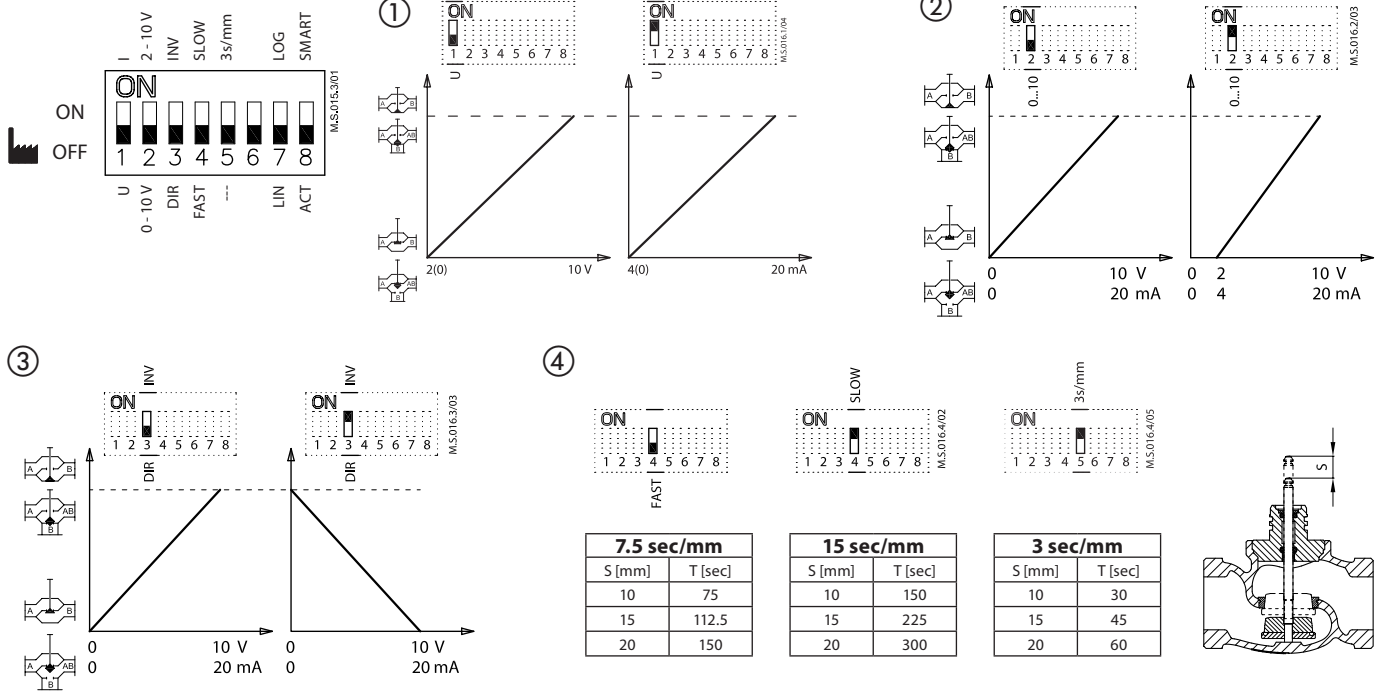 I
2 - 10 V
INV
SLOW
3s/mm
LOG
SMART
ON
ON
OFF
1 2 3 4 5 6 7 8
M.S.015.3/01
U
0 - 10 V
DIR
FAST
---
LIN
ACT
①
ON
1 2 3 4 5 6 7 8
U
ON
1 2 3 4 5 6 7 8
U
M.S.016.1/04
A B
A AB
B
A B
A AB
B
2(0) 10 V
4(0) 20 mA
②
ON
1 2 3 4 5 6 7 8
0...10
ON
1 2 3 4 5 6 7 8
0...10
M.S.016.2/03
A B
A AB
B
A B
A AB
B
0 10 V
0 20 mA
0 2 10 V
0 4 20 mA
③
INV
ON
1 2 3 4 5 6 7 8
DIR
INV
ON
1 2 3 4 5 6 7 8
DIR
M.S.016.3/03
A B
A AB
B
A B
A AB
B
0 10 V
0 20 mA
0 10 V
0 20 mA
④
ON
1 2 3 4 5 6 7 8
FAST
SLOW
ON
1 2 3 4 5 6 7 8
M.S.016.4/02
3s/mm
ON
1 2 3 4 5 6 7 8
M.S.016.4/05
7.5 sec/mm
S [mm] T [sec]
10 75
15 112.5
20 150
15 sec/mm
S [mm] T [sec]
10 150
15 225
20 300
3 sec/mm
S [mm] T [sec]
10 30
15 45
20 60
S